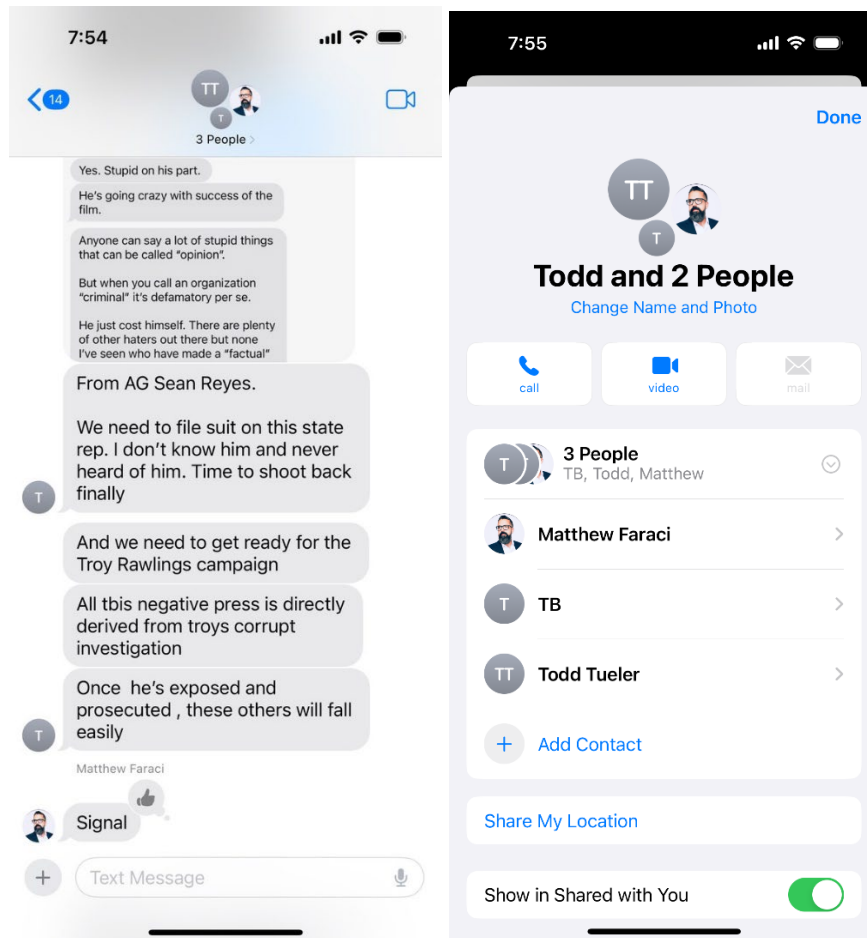 7:54
14
TT
T
3 People
Yes. Stupid on his part.
He's going crazy with success of the
film.
Anyone can say a lot of stupid things
that can be called "opinion".
But when you call an organization
"criminal" it's defamatory per se.
He just cost himself. There are plenty
of other haters out there but none
I've seen who have made a "factual"
From AG Sean Reyes.
We need to file suit on this state
rep. I don't know him and never
heard of him. Time to shoot back
finally
T
And we need to get ready for the
Troy Rawlings campaign
All tbis negative press is directly
derived from troys corrupt
investigation
Once he's exposed and
prosecuted , these others will fall
easily
T
Matthew Faraci
Signal
Text Message
7:55
Done
TT
T
Todd and 2 People
Change Name and Photo
call
video
mail
T
3 People
TB, Todd, Matthew
Matthew Faraci
T
TB
TT
Todd Tueler
Add Contact
Share My Location
Show in Shared with You